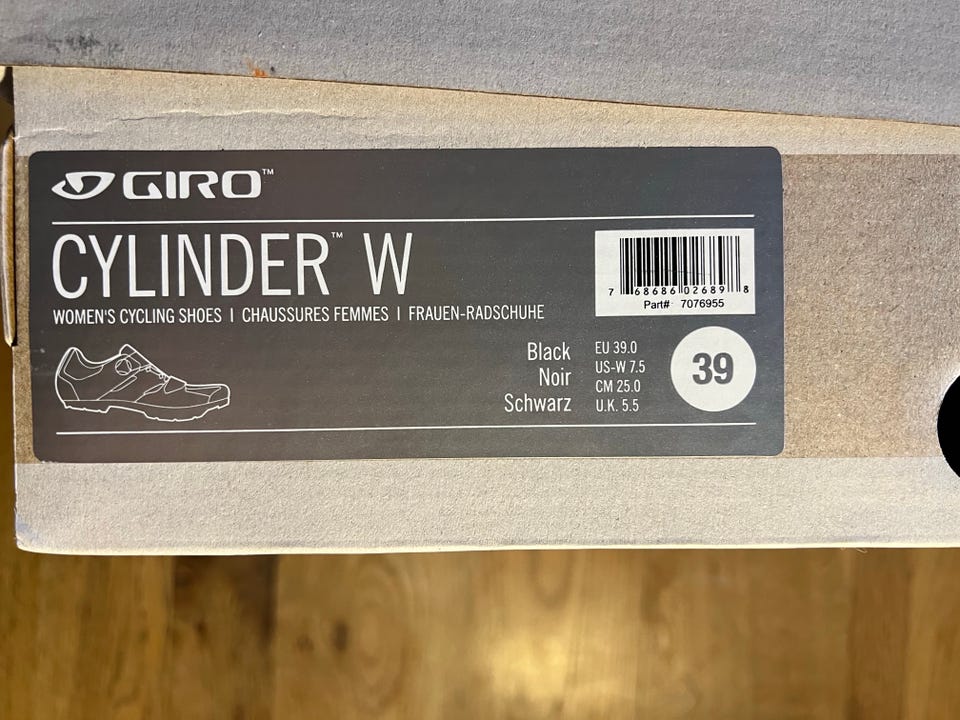 GIRO™
CYLINDER™ W
WOMEN'S CYCLING SHOES | CHAUSSURES FEMMES | FRAUEN-RADSCHUHE
7 68686 02689 8
Part# 7076955
Black
Noir
Schwarz
EU 39.0
US-W 7.5
CM 25.0
U.K. 5.5
39